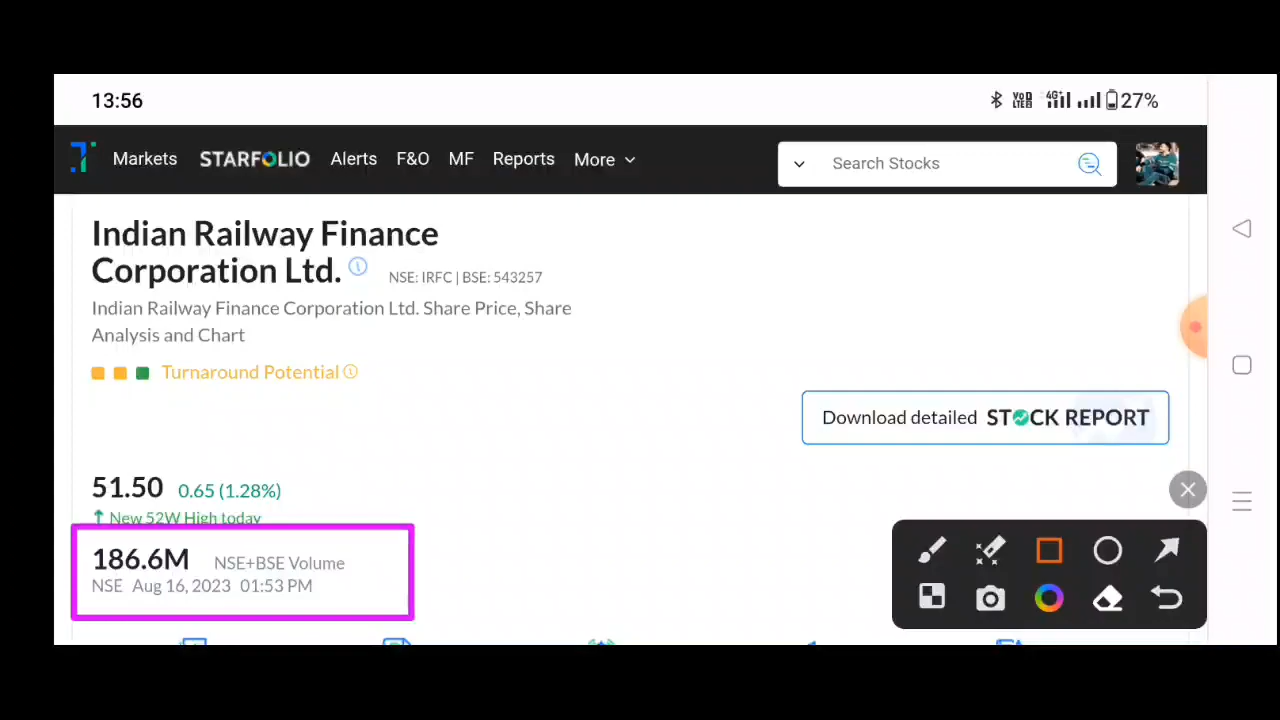 13:56
VoD LTE 4G+ 27%
Markets STARFOLIO Alerts F&O MF Reports More Search Stocks
Indian Railway Finance
Corporation Ltd. NSE: IRFC | BSE: 543257
Indian Railway Finance Corporation Ltd. Share Price, Share
Analysis and Chart
Turnaround Potential
Download detailed STOCK REPORT
51.50 0.65 (1.28%)
New 52W High today
186.6M NSE+BSE Volume
NSE Aug 16, 2023 01:53 PM